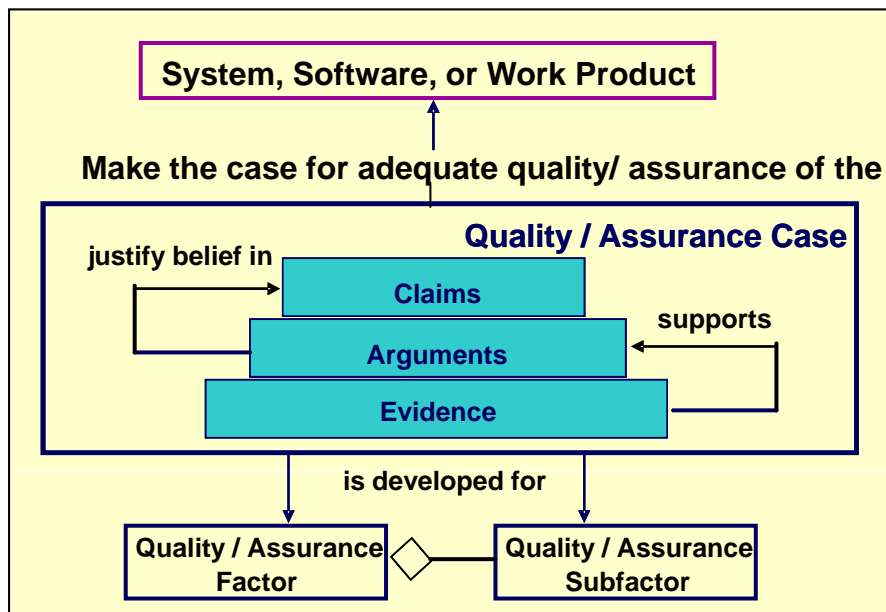 System, Software, or Work Product
Make the case for adequate quality/ assurance of the
Quality / Assurance Case
justify belief in
Claims
supports
Arguments
Evidence
is developed for
Quality / Assurance
Factor
Quality / Assurance
Subfactor